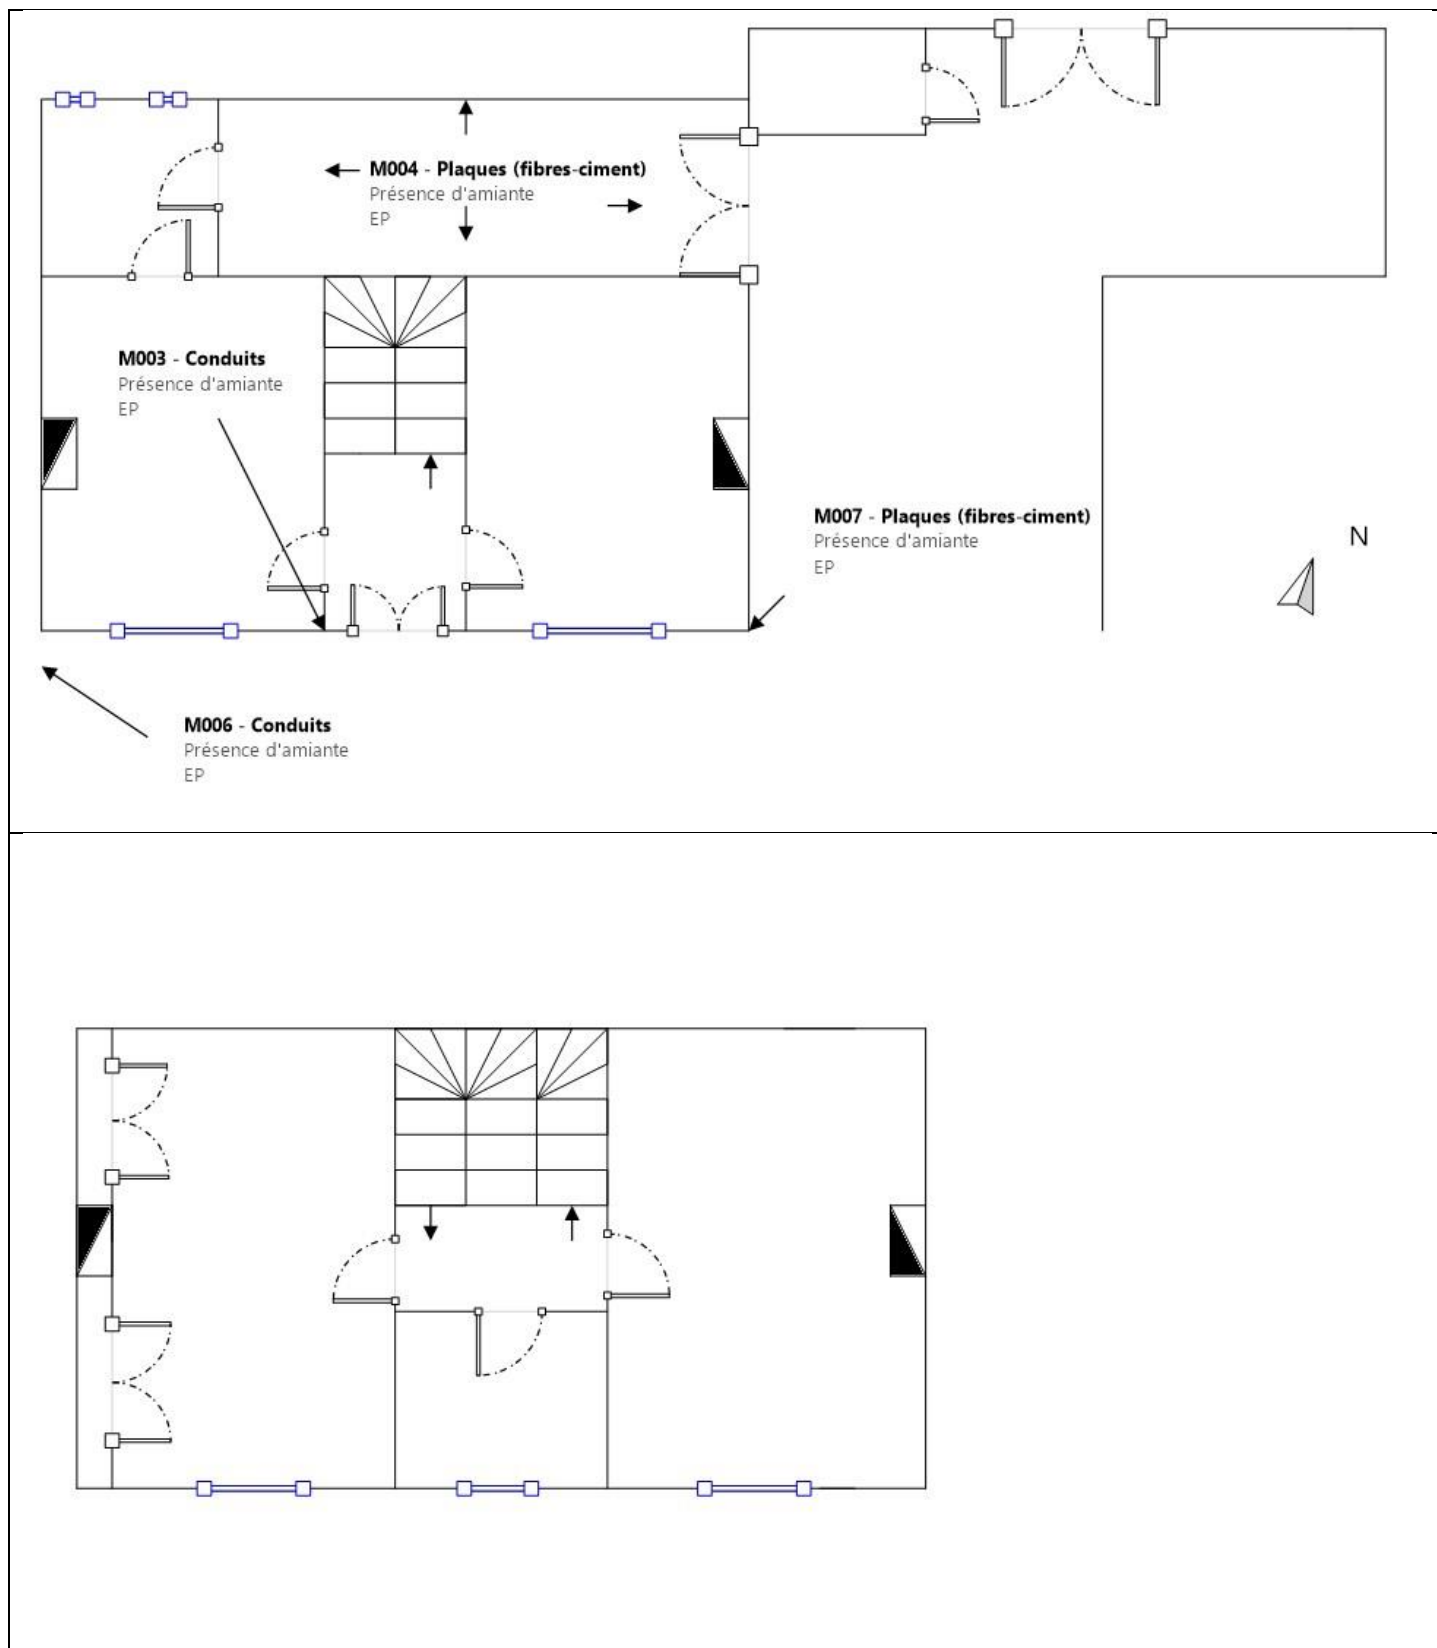 M004 - Plaques (fibres-ciment)
Présence d'amiante
EP
M003 - Conduits
Présence d'amiante
EP
M007 - Plaques (fibres-ciment)
Présence d'amiante
EP
N
M006 - Conduits
Présence d'amiante
EP